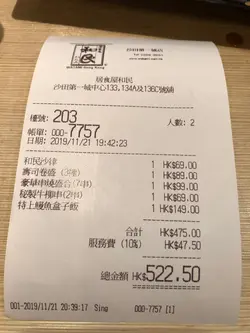 和民
居食屋和民
沙田第一城中心133,134A及136C號舖
檯號: 203
人數: 2
帳單: 000-7757
日期: 2019/11/21 19:42:23
和民沙律 1 HK$69.00
壽司卷盛 (3項) 1 HK$89.00
豪華串燒盛合(7串) 1 HK$99.00
秘製牛柳串(2串) 1 HK$69.00
特上鰻魚盒子飯 1 HK$149.00
合計 HK$475.00
服務費 (10%) HK$47.50
總金額 HK$522.50
001-2019/11/21 20:39:17 Sing 000-7757 [1]